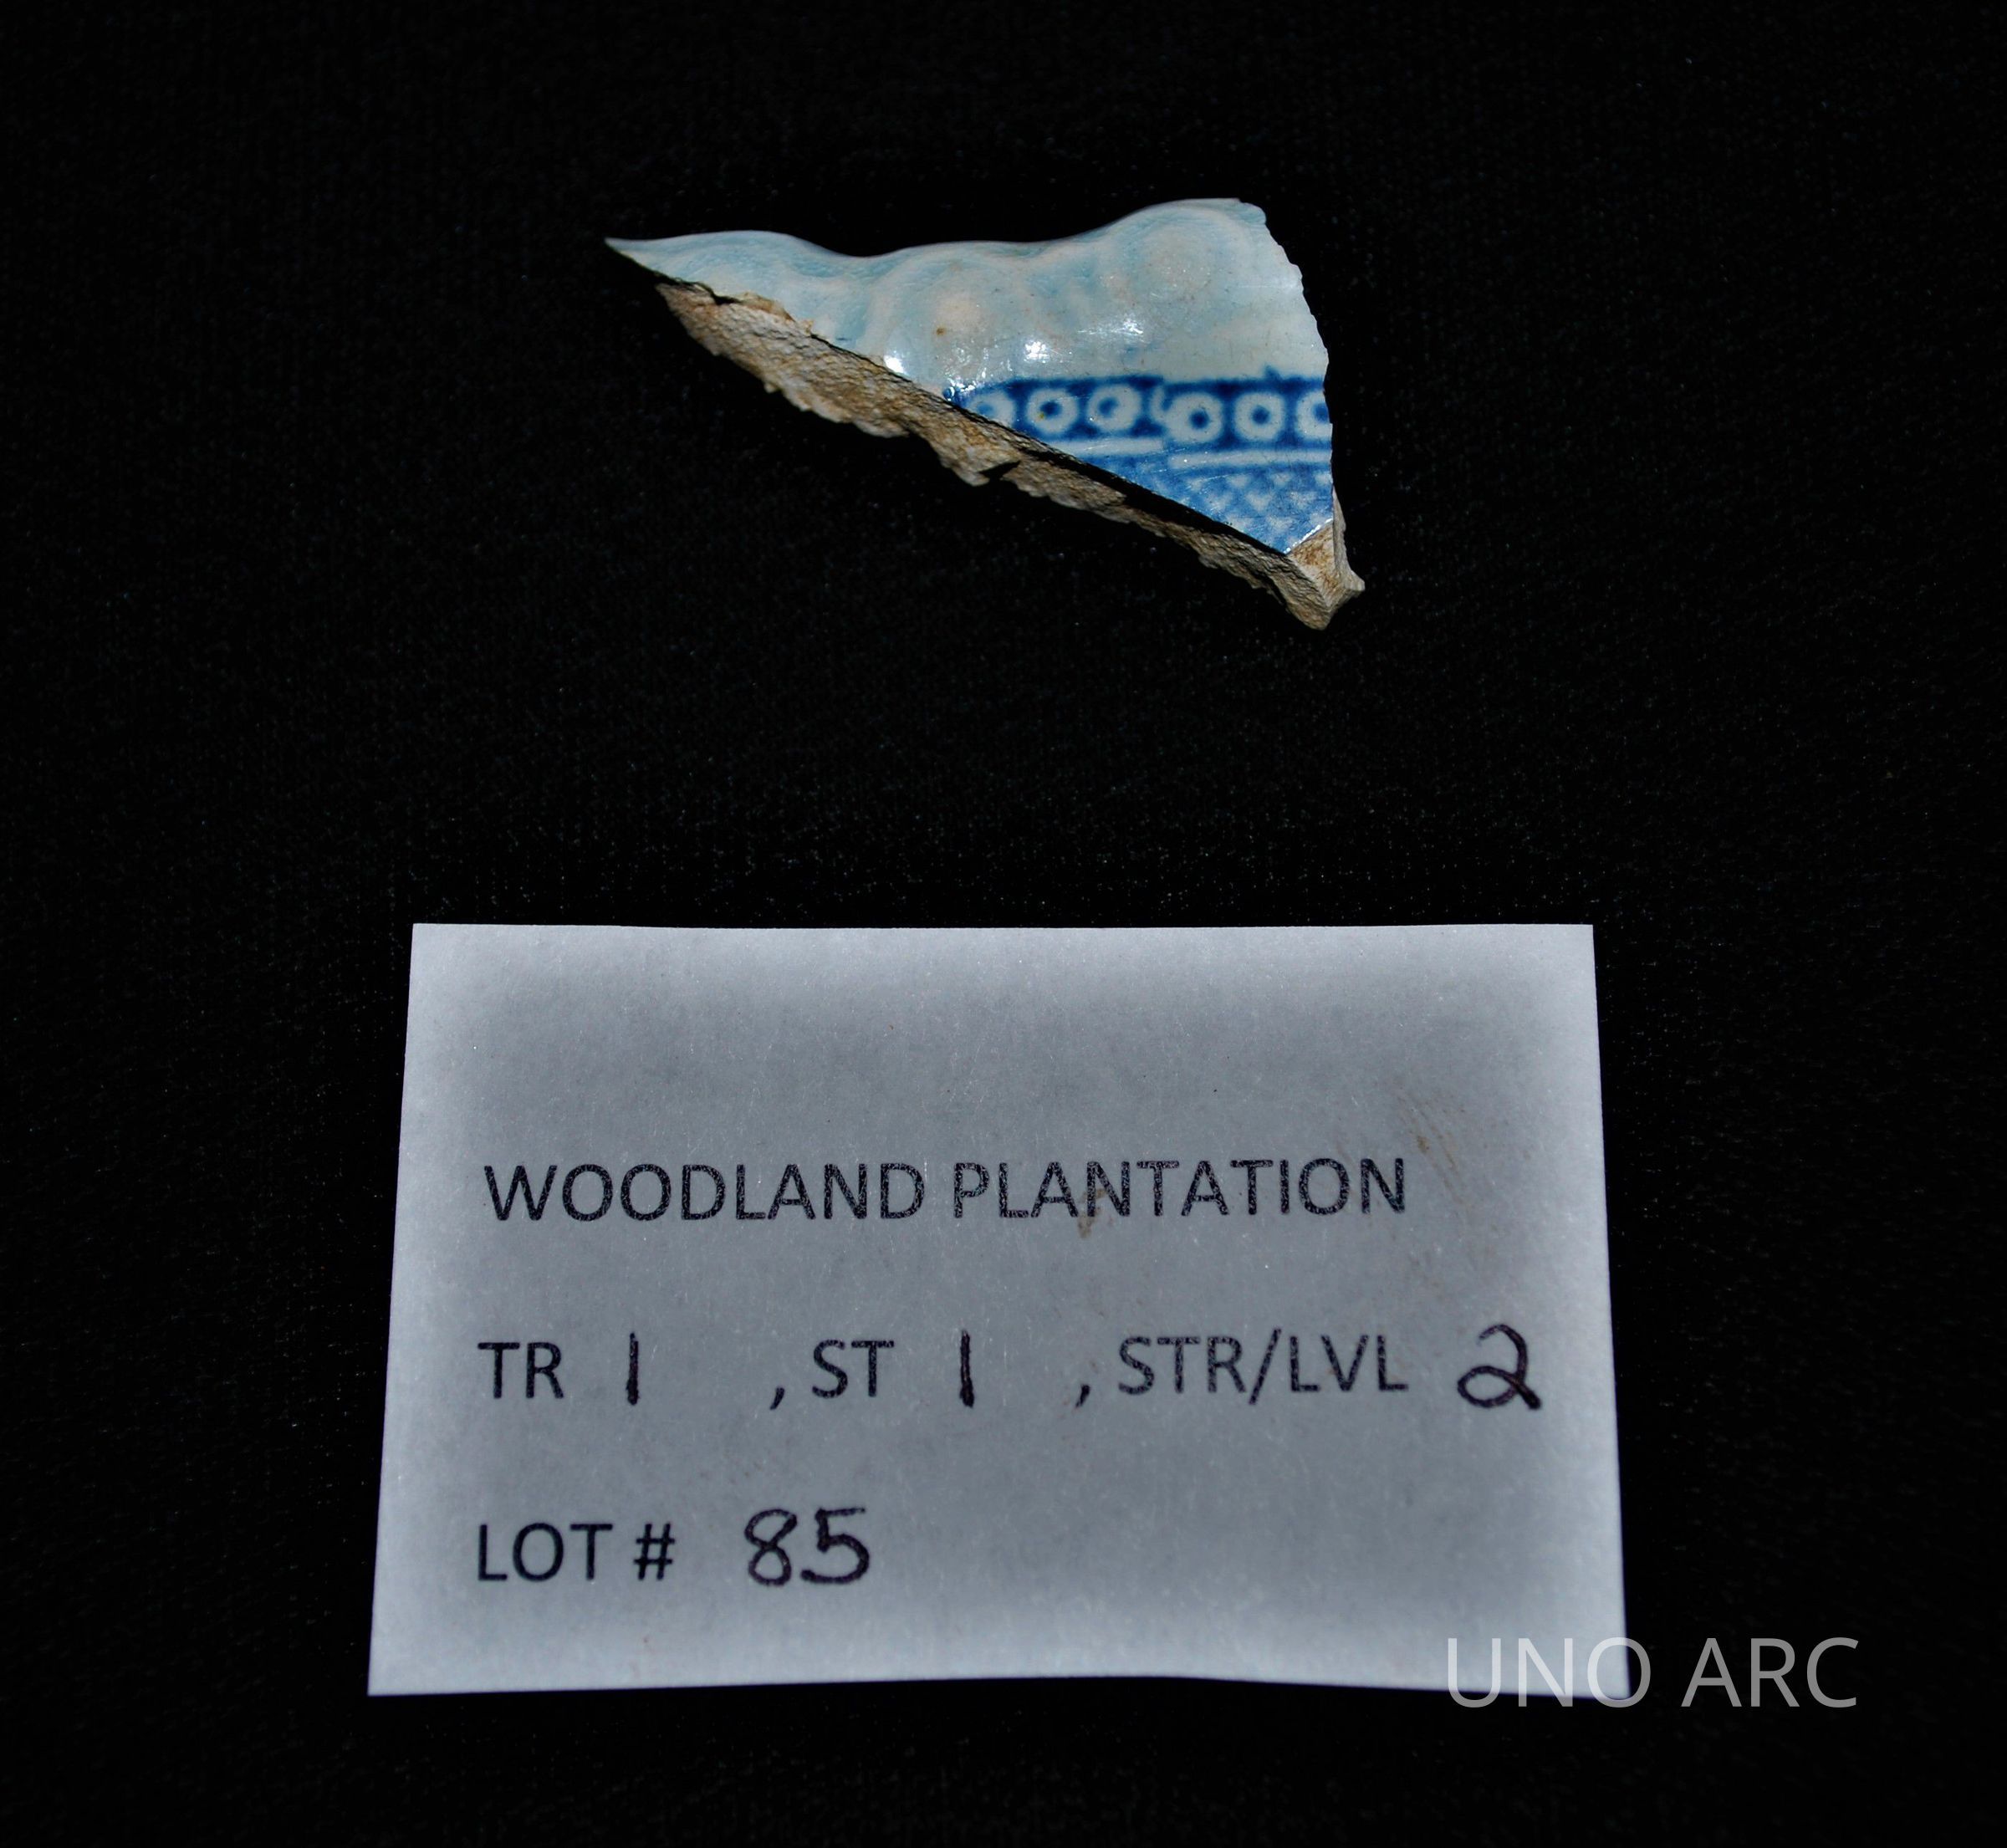 WOODLAND PLANTATION
TR 1 , ST 1 , STR/LVL 2
LOT # 85
UNO ARC